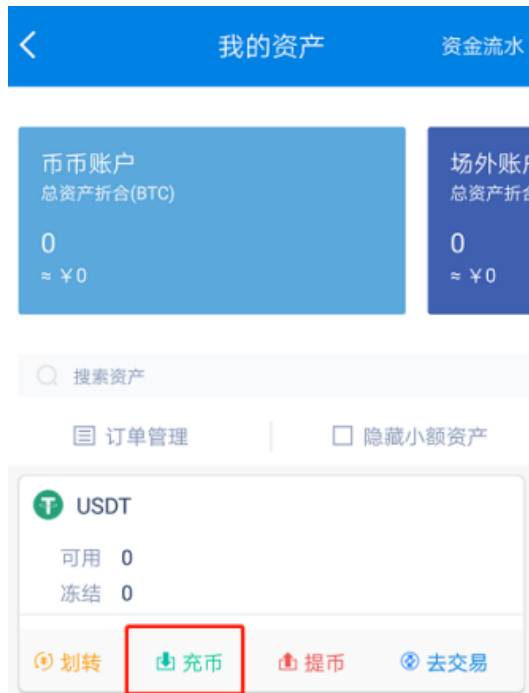 我的资产
资金流水
币币账户
总资产折合(BTC)
0
≈ ¥0
场外账
总资产折
0
≈ ¥0
搜索资产
订单管理
隐藏小额资产
USDT
可用 0
冻结 0
划转
充币
提币
去交易